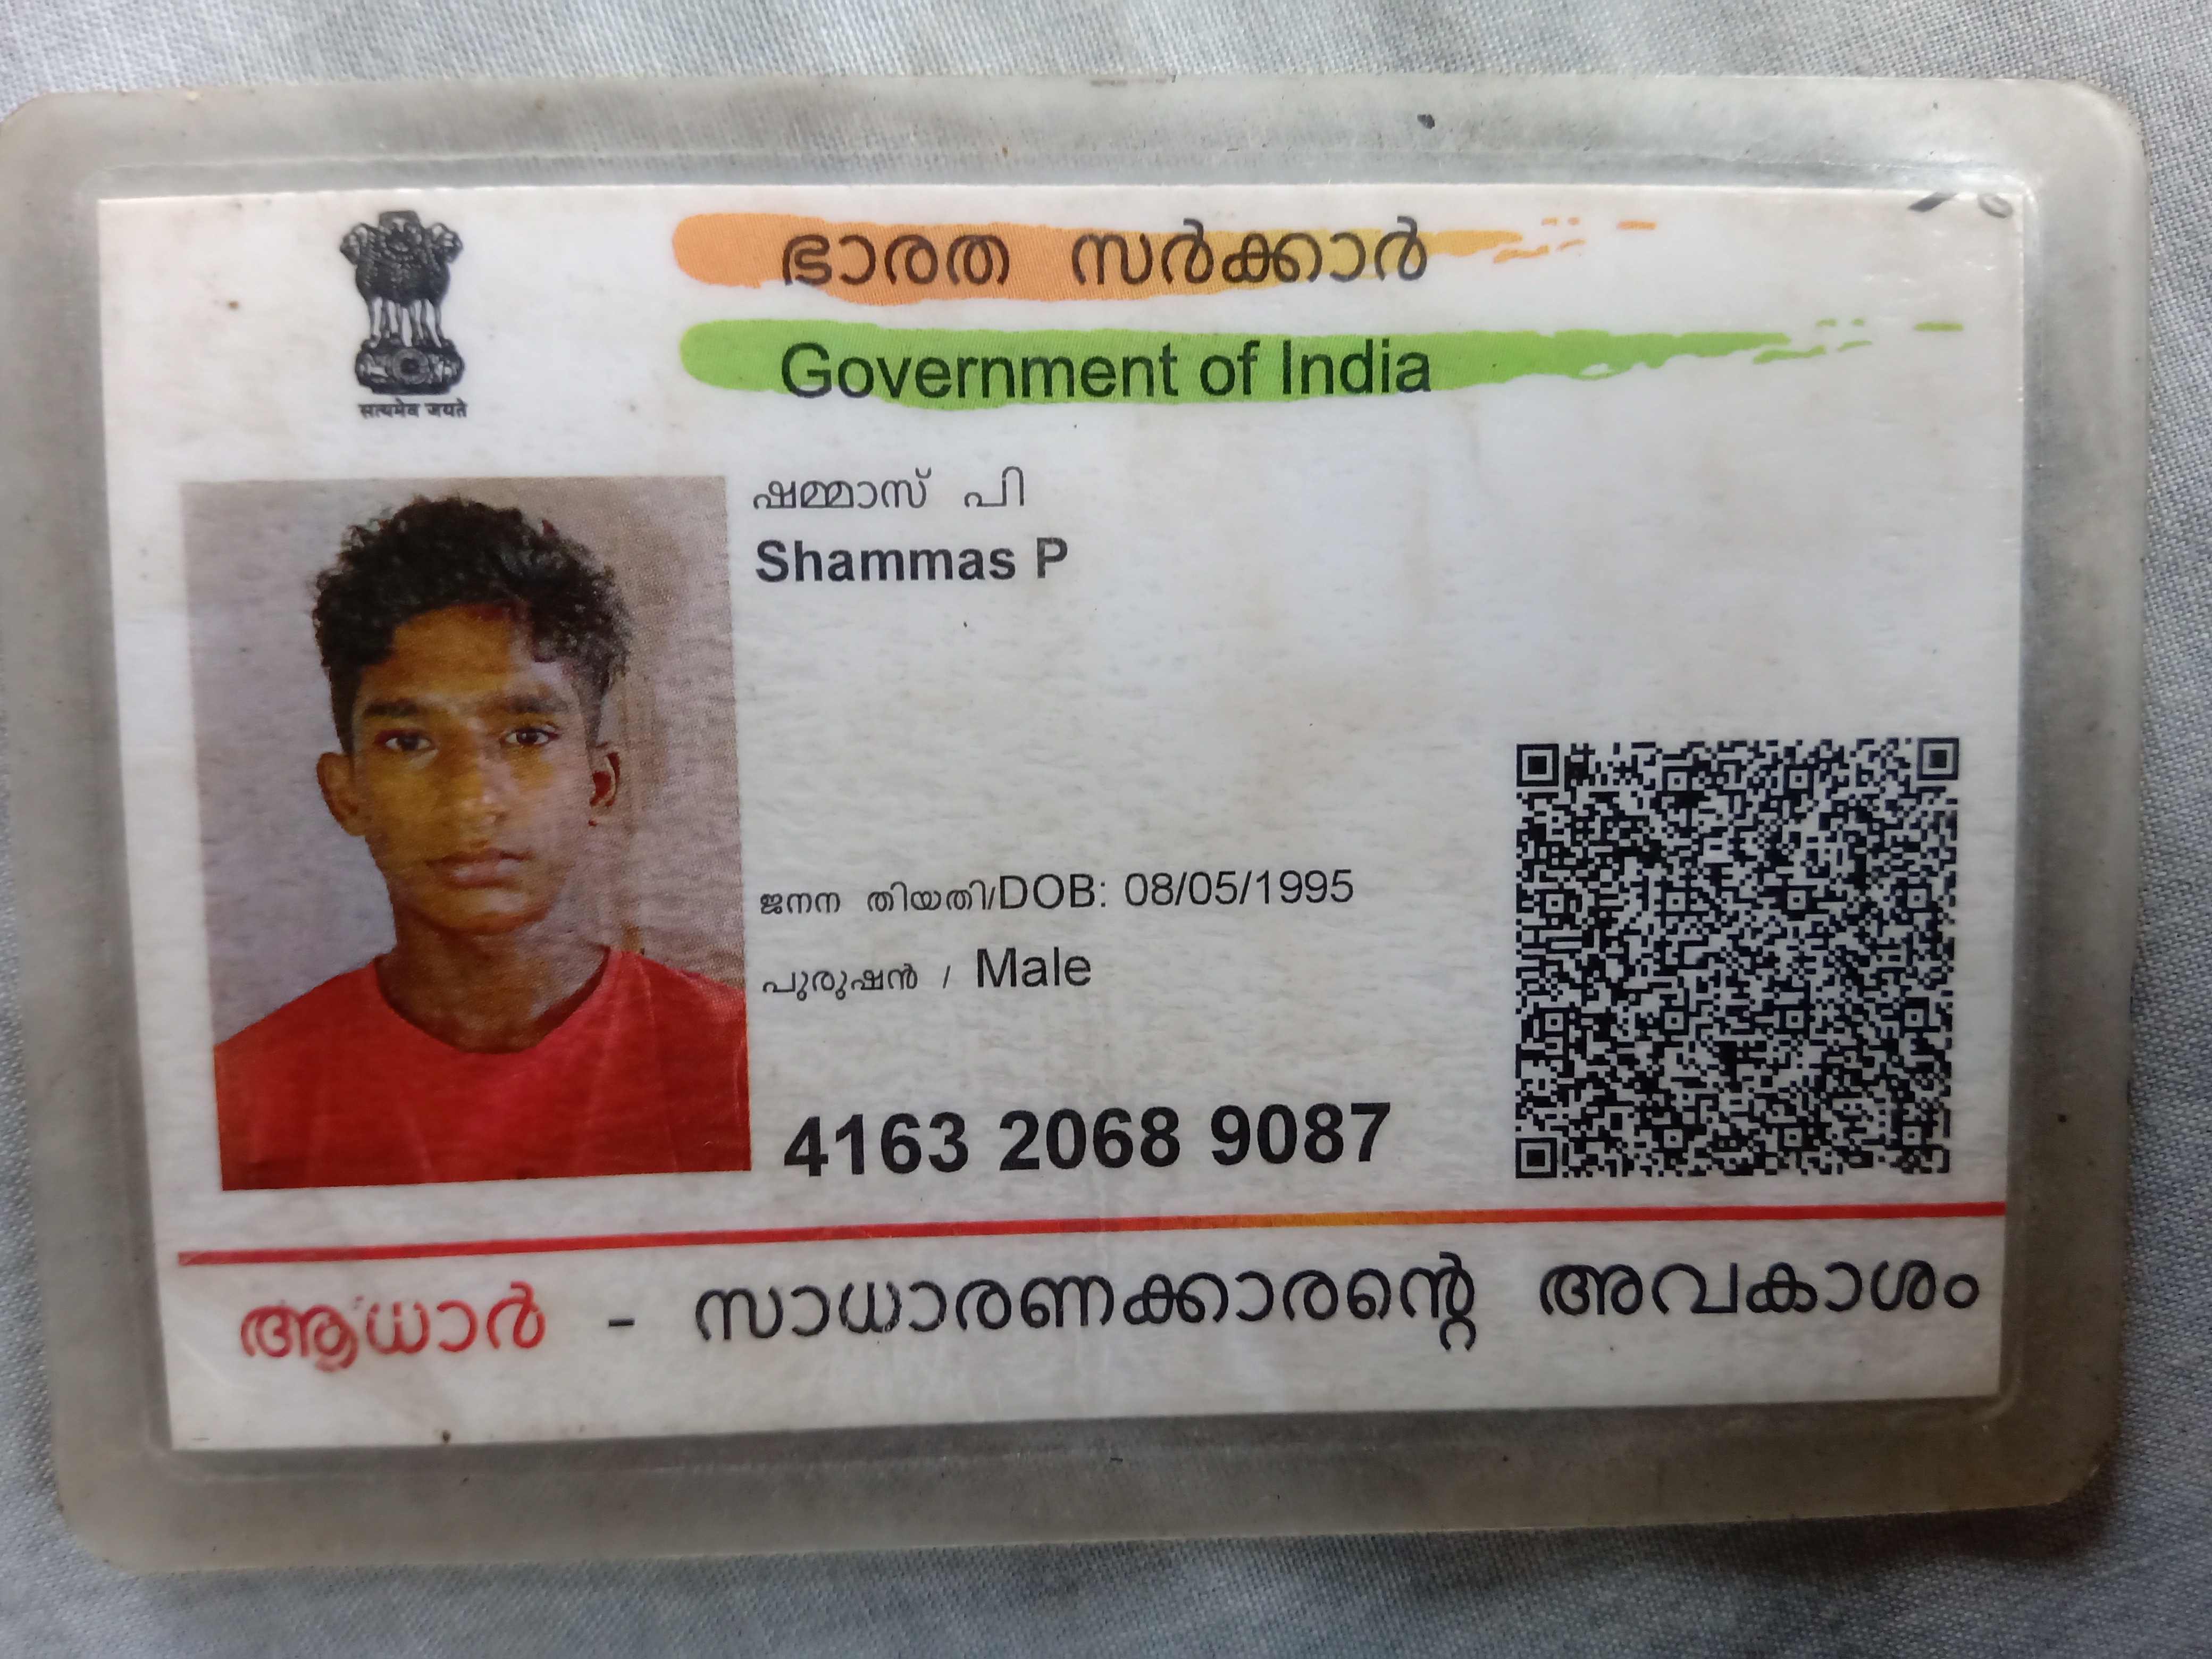 ഭാരത സർക്കാർ
Government of India
सत्यमेव जयते
ഷമ്മാസ് പി
Shammas P
ജനന തിയതി/DOB: 08/05/1995
പുരുഷൻ / Male
4163 2068 9087
ആധാർ - സാധാരണക്കാരന്റെ അവകാശം